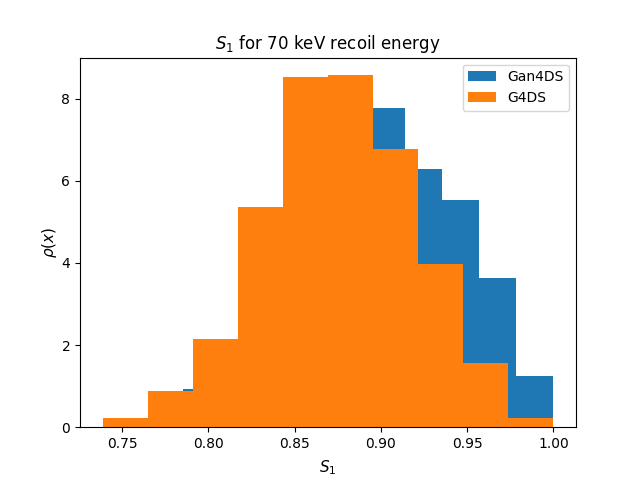 S₁ for 70 keV recoil energy
Gan4DS
G4DS
ρ(x)
8
6
4
2
0
0.75 0.80 0.85 0.90 0.95 1.00
S₁